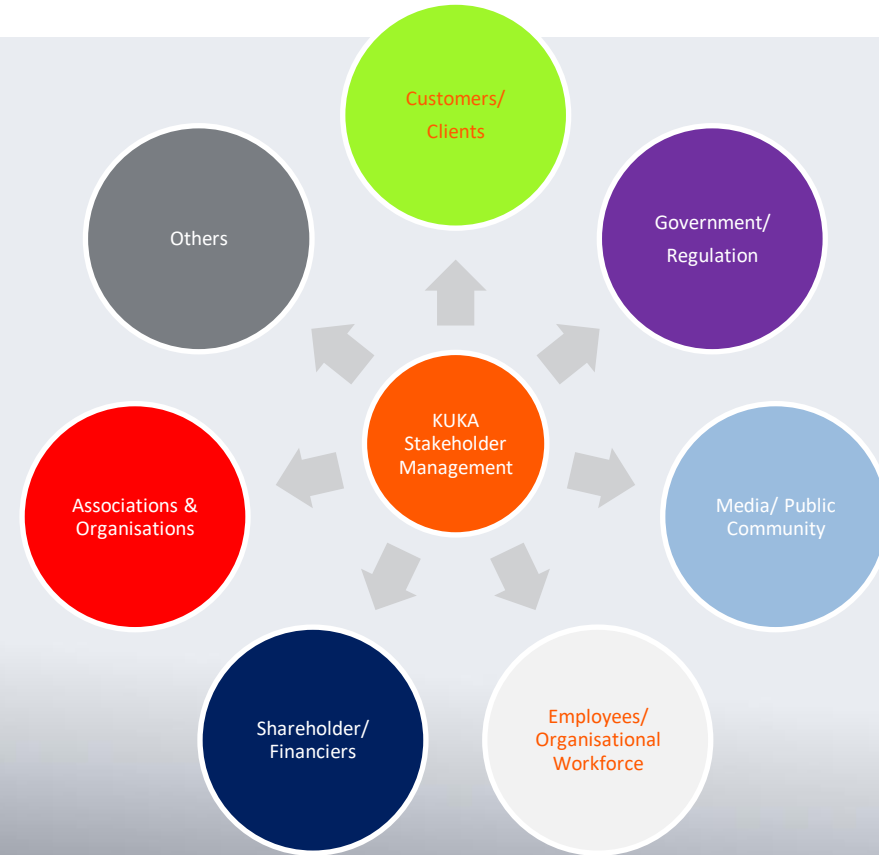 Customers/
Clients
Government/
Regulation
Others
KUKA
Stakeholder
Management
Associations &
Organisations
Media/ Public
Community
Shareholder/
Financiers
Employees/
Organisational
Workforce